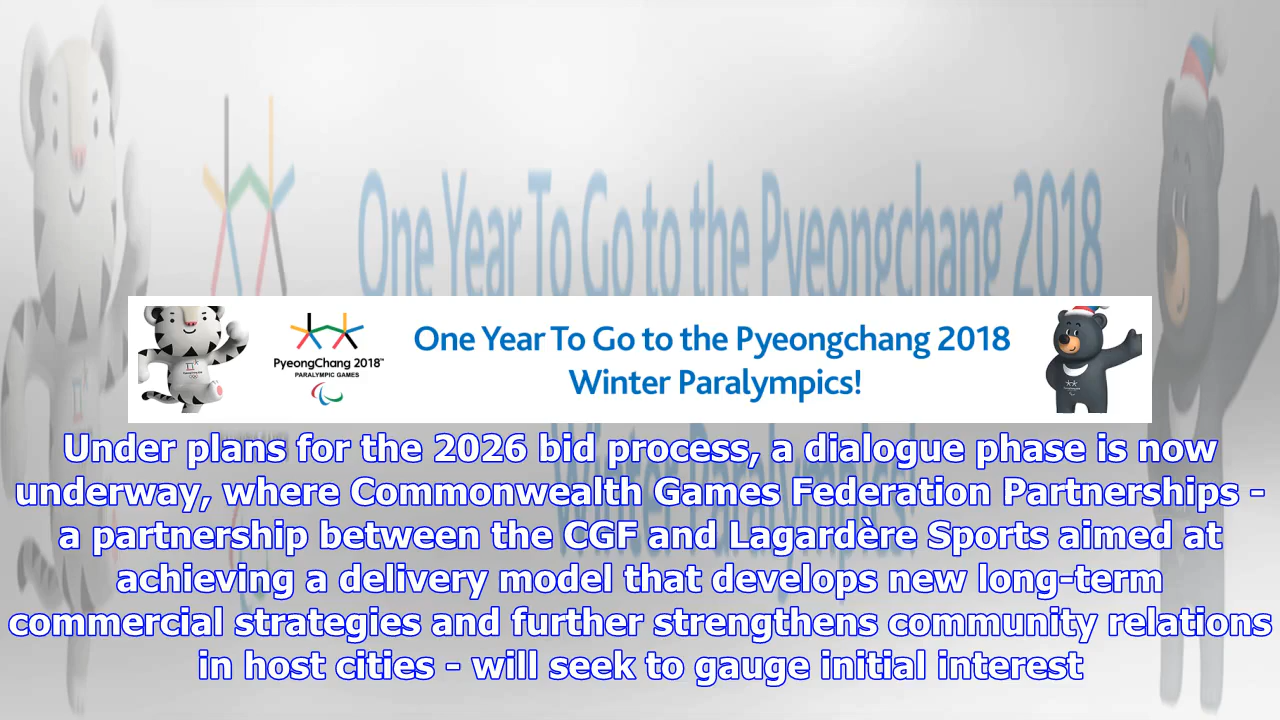 One Year To Go to the Pyeongchang 2018
PyeongChang 2018™
PARALYMPIC GAMES
One Year To Go to the Pyeongchang 2018
Winter Paralympics!
Under plans for the 2026 bid process, a dialogue phase is now
underway, where Commonwealth Games Federation Partnerships -
a partnership between the CGF and Lagardère Sports aimed at
achieving a delivery model that develops new long-term
commercial strategies and further strengthens community relations
in host cities - will seek to gauge initial interest